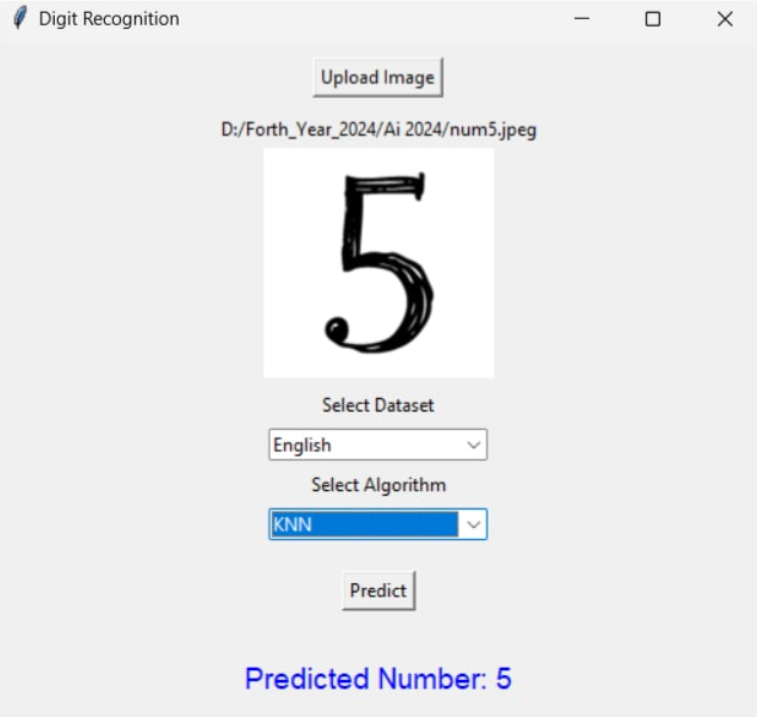 Digit Recognition
Upload Image
D:/Forth_Year_2024/Ai 2024/num5.jpeg
5
Select Dataset
English
Select Algorithm
KNN
Predict
Predicted Number: 5